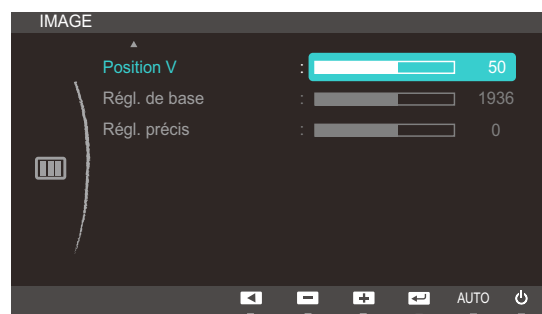 IMAGE
Position V : 50
Régl. de base : 1936
Régl. précis : 0
AUTO